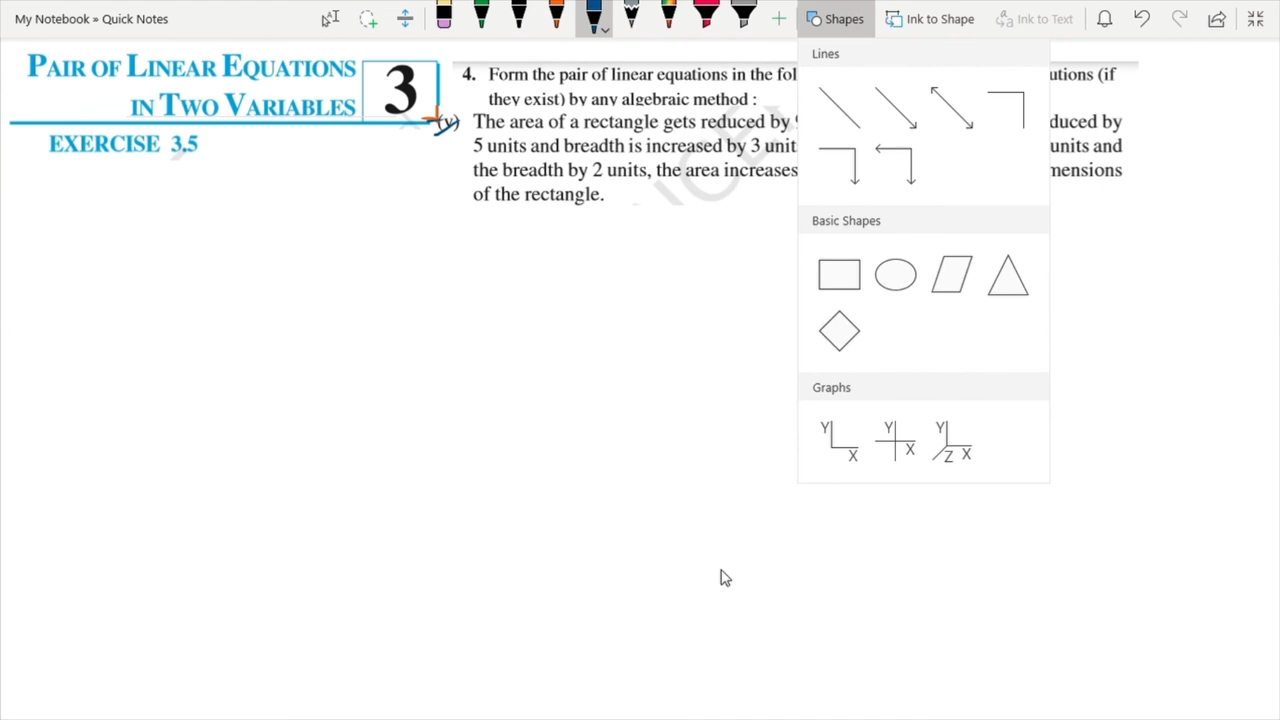 My Notebook » Quick Notes
Shapes
Ink to Shape
Ink to Text
PAIR OF LINEAR EQUATIONS
IN TWO VARIABLES
3
EXERCISE 3.5
4. Form the pair of linear equations in the fol
utions (if
they exist) by any algebraic method :
(v) The area of a rectangle gets reduced by
duced by
5 units and breadth is increased by 3 unit
units and
the breadth by 2 units, the area increases
mensions
of the rectangle.
Lines
Basic Shapes
Graphs
Y
X
Y
X
Y
Z X